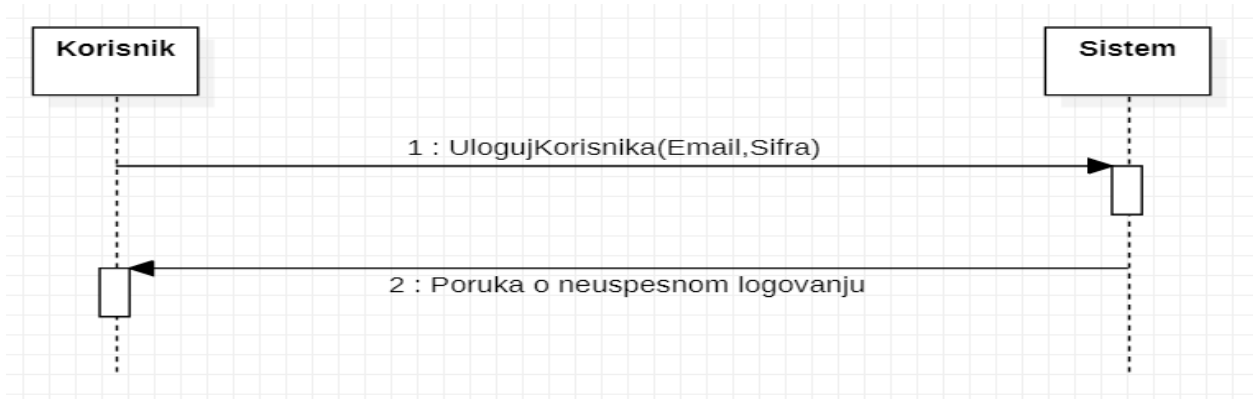 Korisnik
Sistem
1 : UlogujKorisnika(Email,Sifra)
2 : Poruka o neuspesnom logovanju